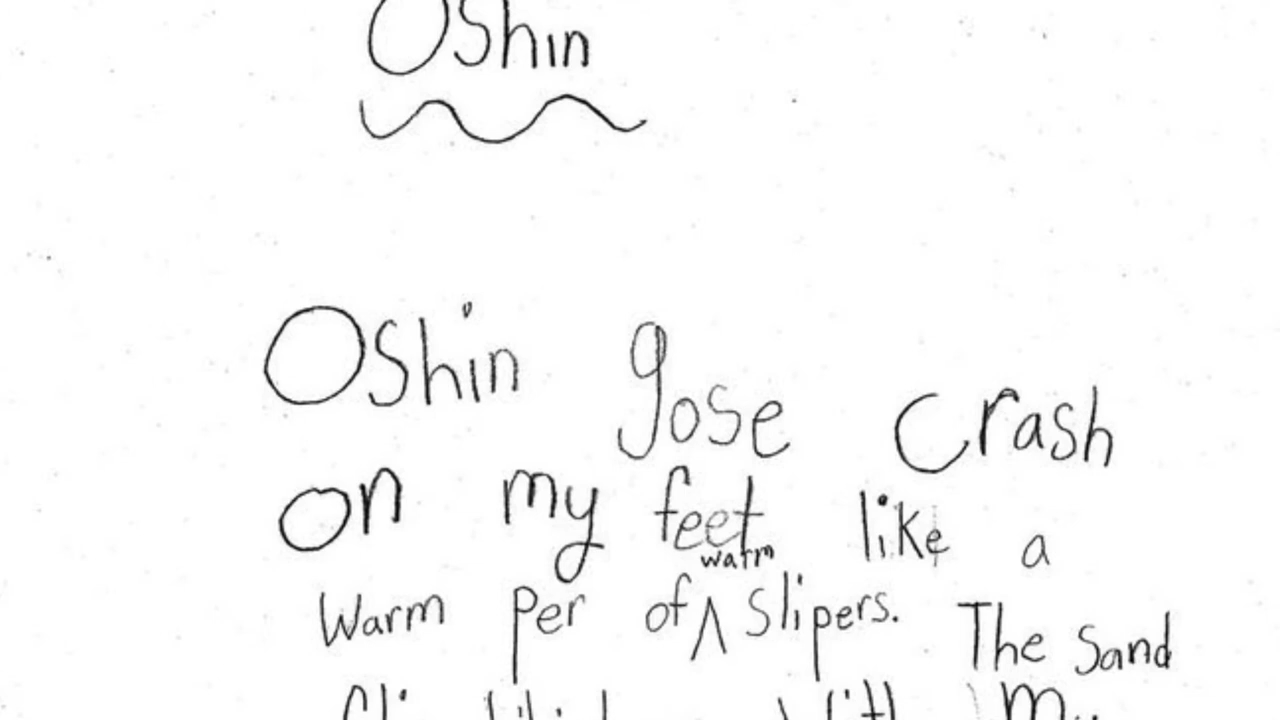 Oshin
Oshin gose crash
on my feet like a
warm
Warm per of ^ slipers. The sand